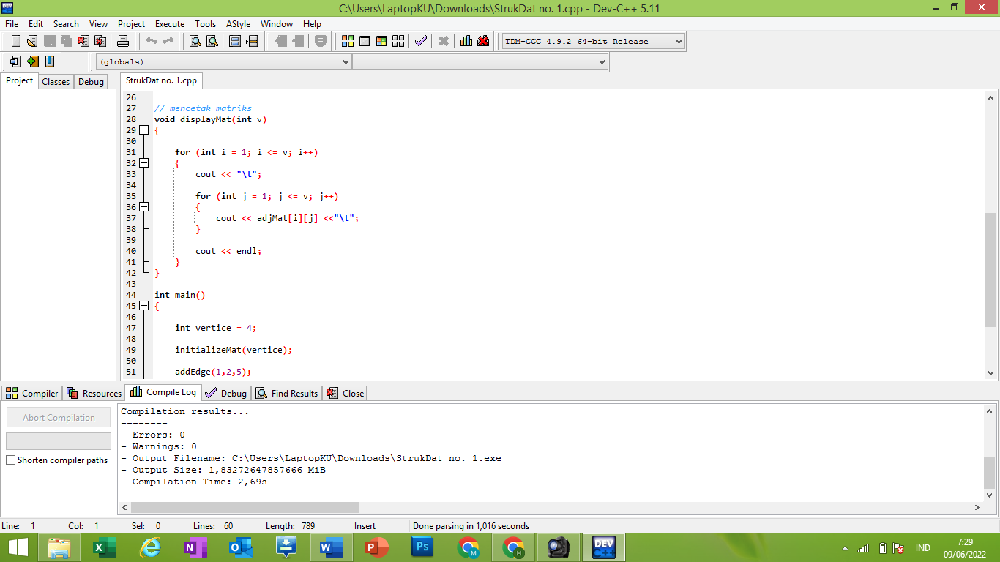 C:\Users\LaptopKU\Downloads\StrukDat no. 1.cpp - Dev-C++ 5.11
File Edit Search View Project Execute Tools AStyle Window Help
TDM-GCC 4.9.2 64-bit Release
(globals)
Project Classes Debug
StrukDat no. 1.cpp
26
27 // mencetak matriks
28 void displayMat(int v)
29 {
30
31 for (int i = 1; i <= v; i++)
32 {
33 cout << "\t";
34
35 for (int j = 1; j <= v; j++)
36 {
37 cout << adjMat[i][j] <<"\t";
38 }
39
40 cout << endl;
41 }
42 }
43
44 int main()
45 {
46
47 int vertice = 4;
48
49 initializeMat(vertice);
50
51 addEdge(1,2,5);
Compiler Resources Compile Log Debug Find Results Close
Abort Compilation
Shorten compiler paths
Compilation results...
--------
- Errors: 0
- Warnings: 0
- Output Filename: C:\Users\LaptopKU\Downloads\StrukDat no. 1.exe
- Output Size: 1,83272647857666 MiB
- Compilation Time: 2,69s
Line: 1 Col: 1 Sel: 0 Lines: 60 Length: 789 Insert Done parsing in 1,016 seconds
IND
7:29
09/06/2022